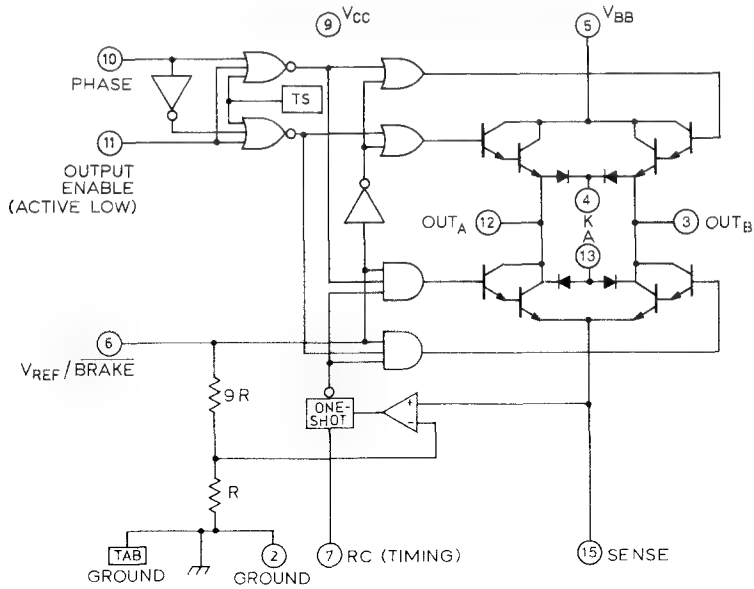 9 VCC
5 VBB
10
PHASE
TS
11
OUTPUT
ENABLE
(ACTIVE LOW)
4
OUTA 12
K
3 OUTB
A
13
6
VREF/BRAKE
9R
ONE-
SHOT
+
−
R
TAB
GROUND
2
GROUND
7 RC (TIMING)
15 SENSE